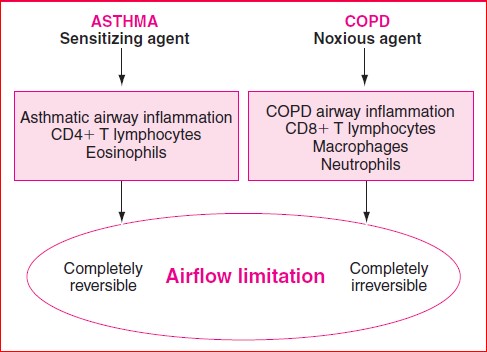 ASTHMA
Sensitizing agent
COPD
Noxious agent
Asthmatic airway inflammation
CD4+ T lymphocytes
Eosinophils
COPD airway inflammation
CD8+ T lymphocytes
Macrophages
Neutrophils
Completely
reversible
Airflow limitation
Completely
irreversible